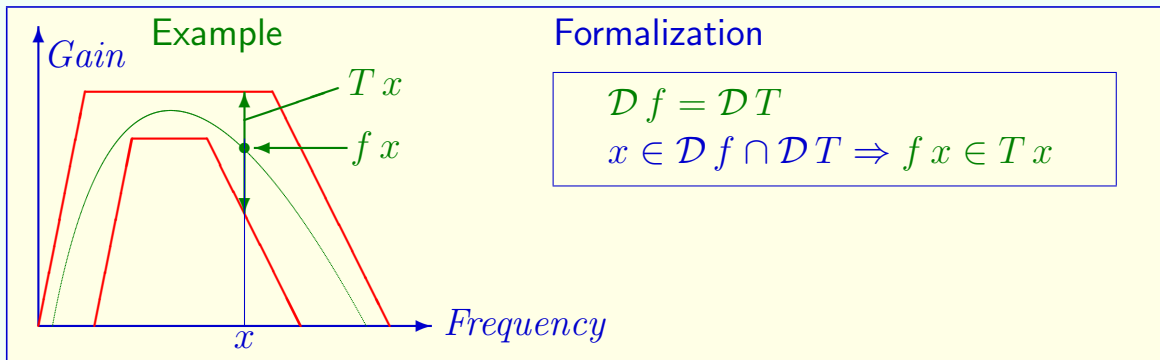 Example
Formalization
Gain
T x
f x
x
Frequency
𝒟 f = 𝒟 T
x ∈ 𝒟 f ∩ 𝒟 T ⇒ f x ∈ T x